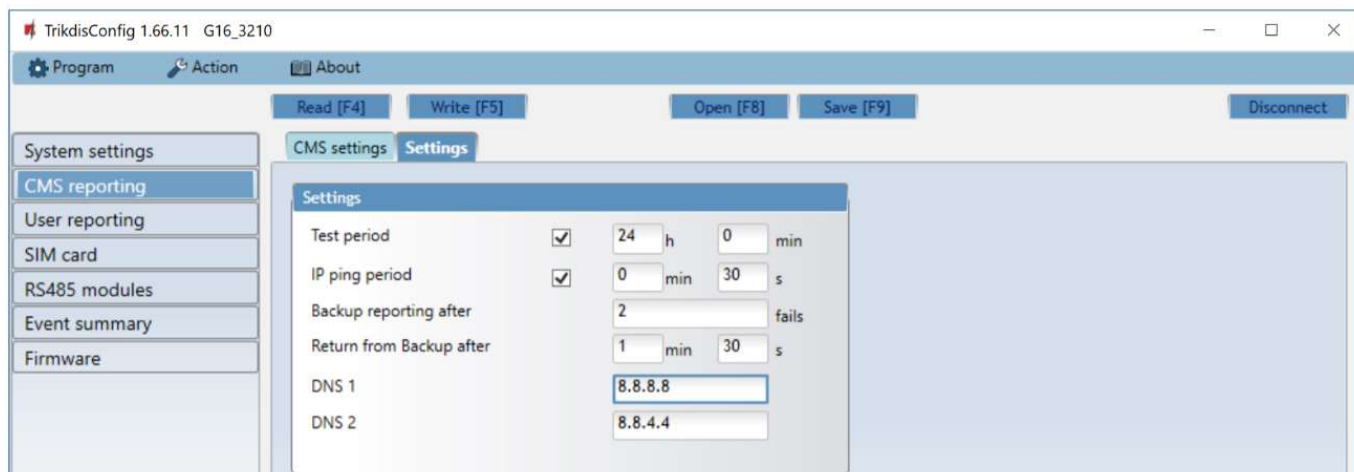 TrikdisConfig 1.66.11 G16_3210
Program Action About
Read [F4] Write [F5] Open [F8] Save [F9] Disconnect
System settings
CMS reporting
User reporting
SIM card
RS485 modules
Event summary
Firmware
CMS settings Settings
Settings
Test period 24 h 0 min
IP ping period 0 min 30 s
Backup reporting after 2 fails
Return from Backup after 1 min 30 s
DNS 1 8.8.8.8
DNS 2 8.8.4.4